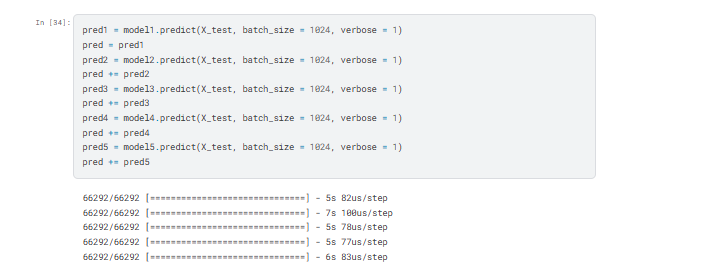 In [34]:
pred1 = model1.predict(X_test, batch_size = 1024, verbose = 1)
pred = pred1
pred2 = model2.predict(X_test, batch_size = 1024, verbose = 1)
pred += pred2
pred3 = model3.predict(X_test, batch_size = 1024, verbose = 1)
pred += pred3
pred4 = model4.predict(X_test, batch_size = 1024, verbose = 1)
pred += pred4
pred5 = model5.predict(X_test, batch_size = 1024, verbose = 1)
pred += pred5
66292/66292 [==============================] - 5s 82us/step
66292/66292 [==============================] - 7s 100us/step
66292/66292 [==============================] - 5s 78us/step
66292/66292 [==============================] - 5s 77us/step
66292/66292 [==============================] - 6s 83us/step